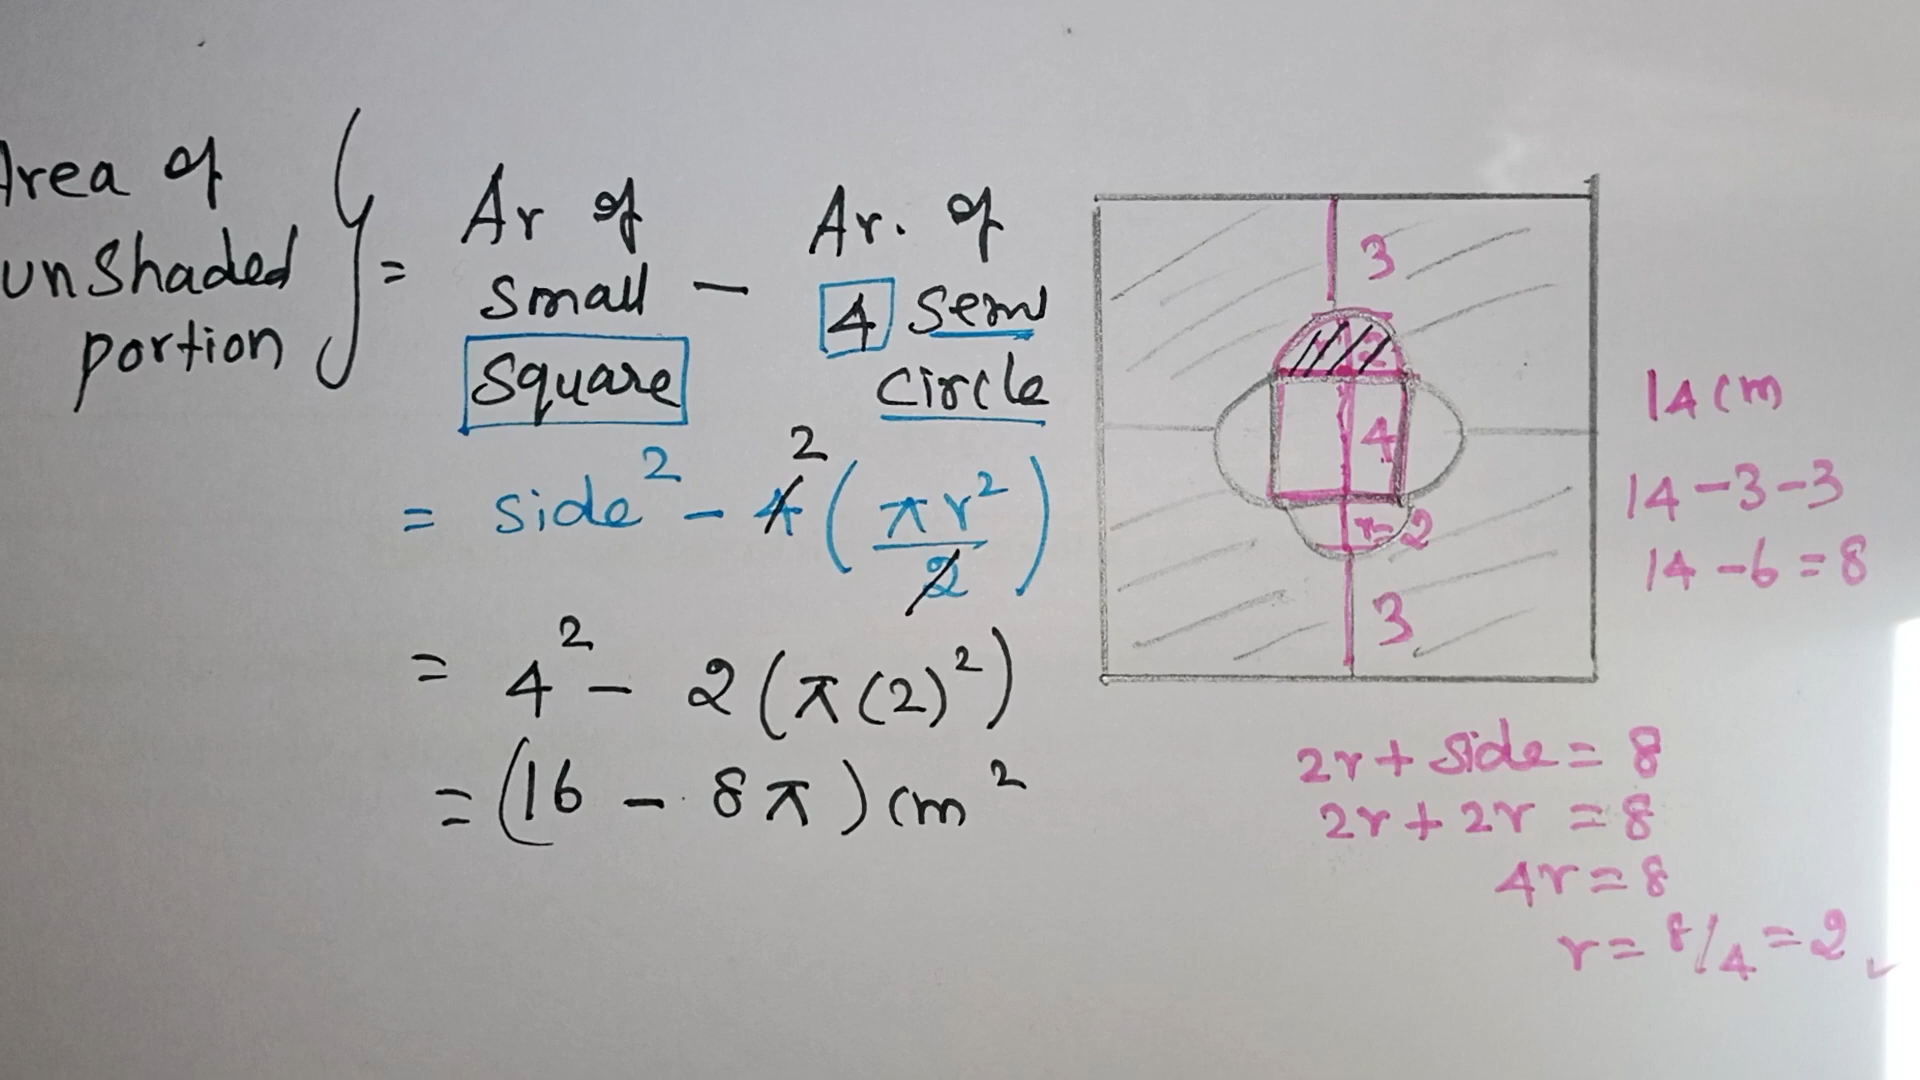 Area of
unshaded
portion
} = Ar of small square - Ar. of 4 semi circle
= side² - 4̸² (πr²/2̸)
= 4² - 2(π(2)²)
= (16 - 8π) cm²
3
2
4
r=2
3
14 cm
14-3-3
14-6=8
2r + side = 8
2r + 2r = 8
4r = 8
r = 8/4 = 2